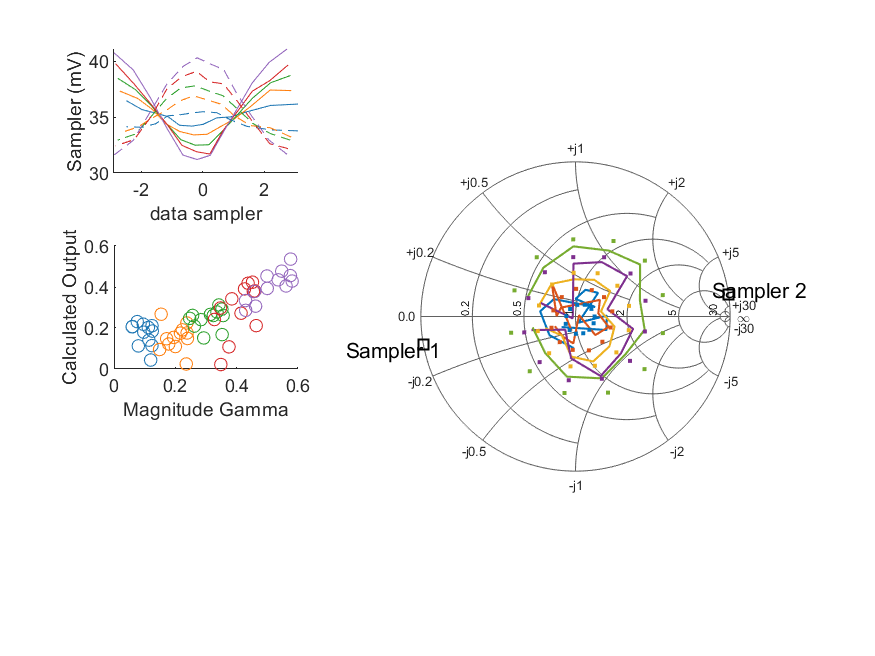 Sampler (mV)
40
35
30
-2
0
2
data sampler
Calculated Output
0.6
0.4
0.2
0
0
0.2
0.4
0.6
Magnitude Gamma
+j1
+j0.5
+j2
+j0.2
+j5
Sampler 2
+j30
0.0
0.2
0.5
2
5
30
∞
-j30
Sampler 1
-j0.2
-j5
-j0.5
-j2
-j1